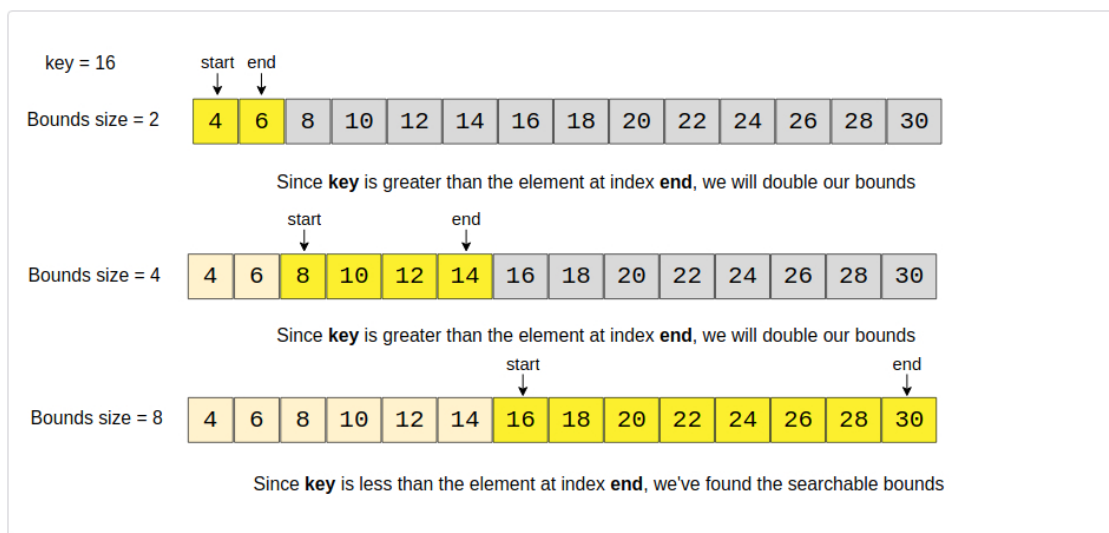 key = 16
start end
Bounds size = 2
4 6 8 10 12 14 16 18 20 22 24 26 28 30
Since key is greater than the element at index end, we will double our bounds
start end
Bounds size = 4
4 6 8 10 12 14 16 18 20 22 24 26 28 30
Since key is greater than the element at index end, we will double our bounds
start end
Bounds size = 8
4 6 8 10 12 14 16 18 20 22 24 26 28 30
Since key is less than the element at index end, we've found the searchable bounds